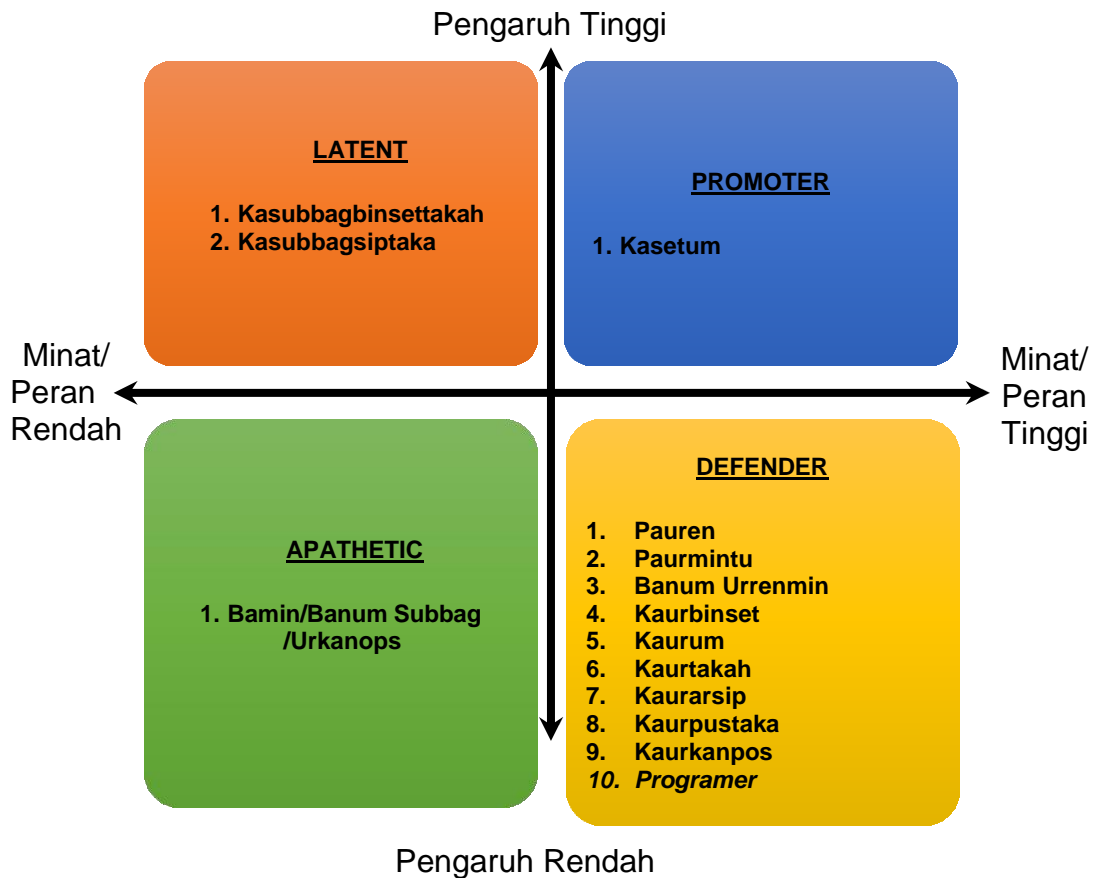 Pengaruh Tinggi
LATENT
1. Kasubbagbinsettakah
2. Kasubbagsiptaka
PROMOTER
1. Kasetum
Minat/
Peran
Rendah
Minat/
Peran
Tinggi
APATHETIC
1. Bamin/Banum Subbag
/Urkanops
DEFENDER
1. Pauren
2. Paurmintu
3. Banum Urrenmin
4. Kaurbinset
5. Kaurum
6. Kaurtakah
7. Kaurarsip
8. Kaurpustaka
9. Kaurkanpos
10. Programer
Pengaruh Rendah